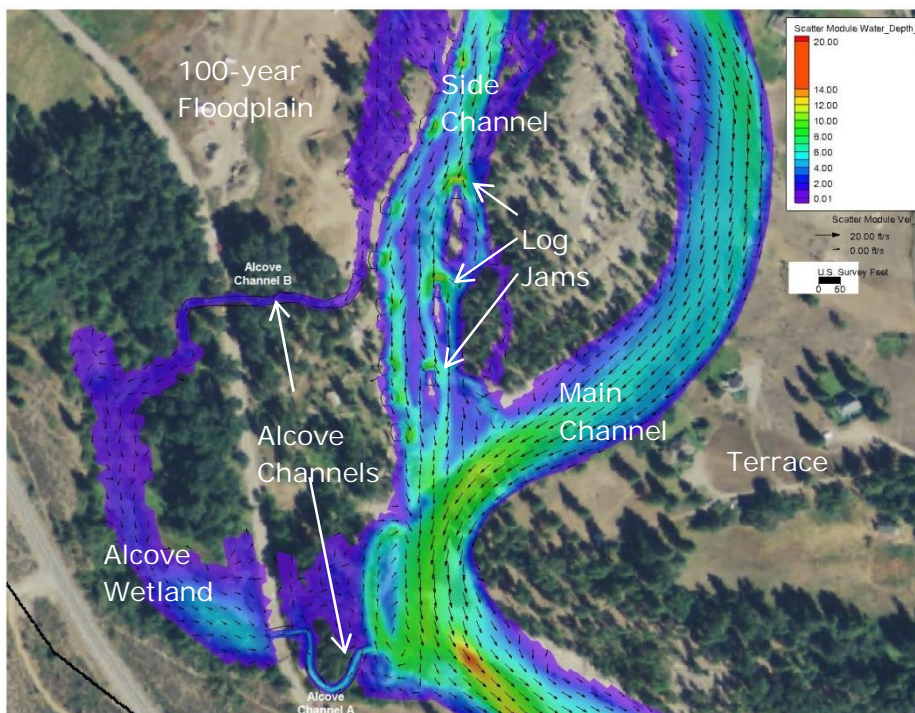 100-year
Floodplain
Side
Channel
Scatter Module Water_Depth_
20.00
14.00
12.00
10.00
8.00
6.00
4.00
2.00
0.01
Scatter Module Vel
20.00 ft/s
0.00 ft/s
U.S. Survey Feet
0 50
Log
Jams
Alcove
Channel B
Main
Channel
Alcove
Channels
Terrace
Alcove
Wetland
Alcove
Channel A